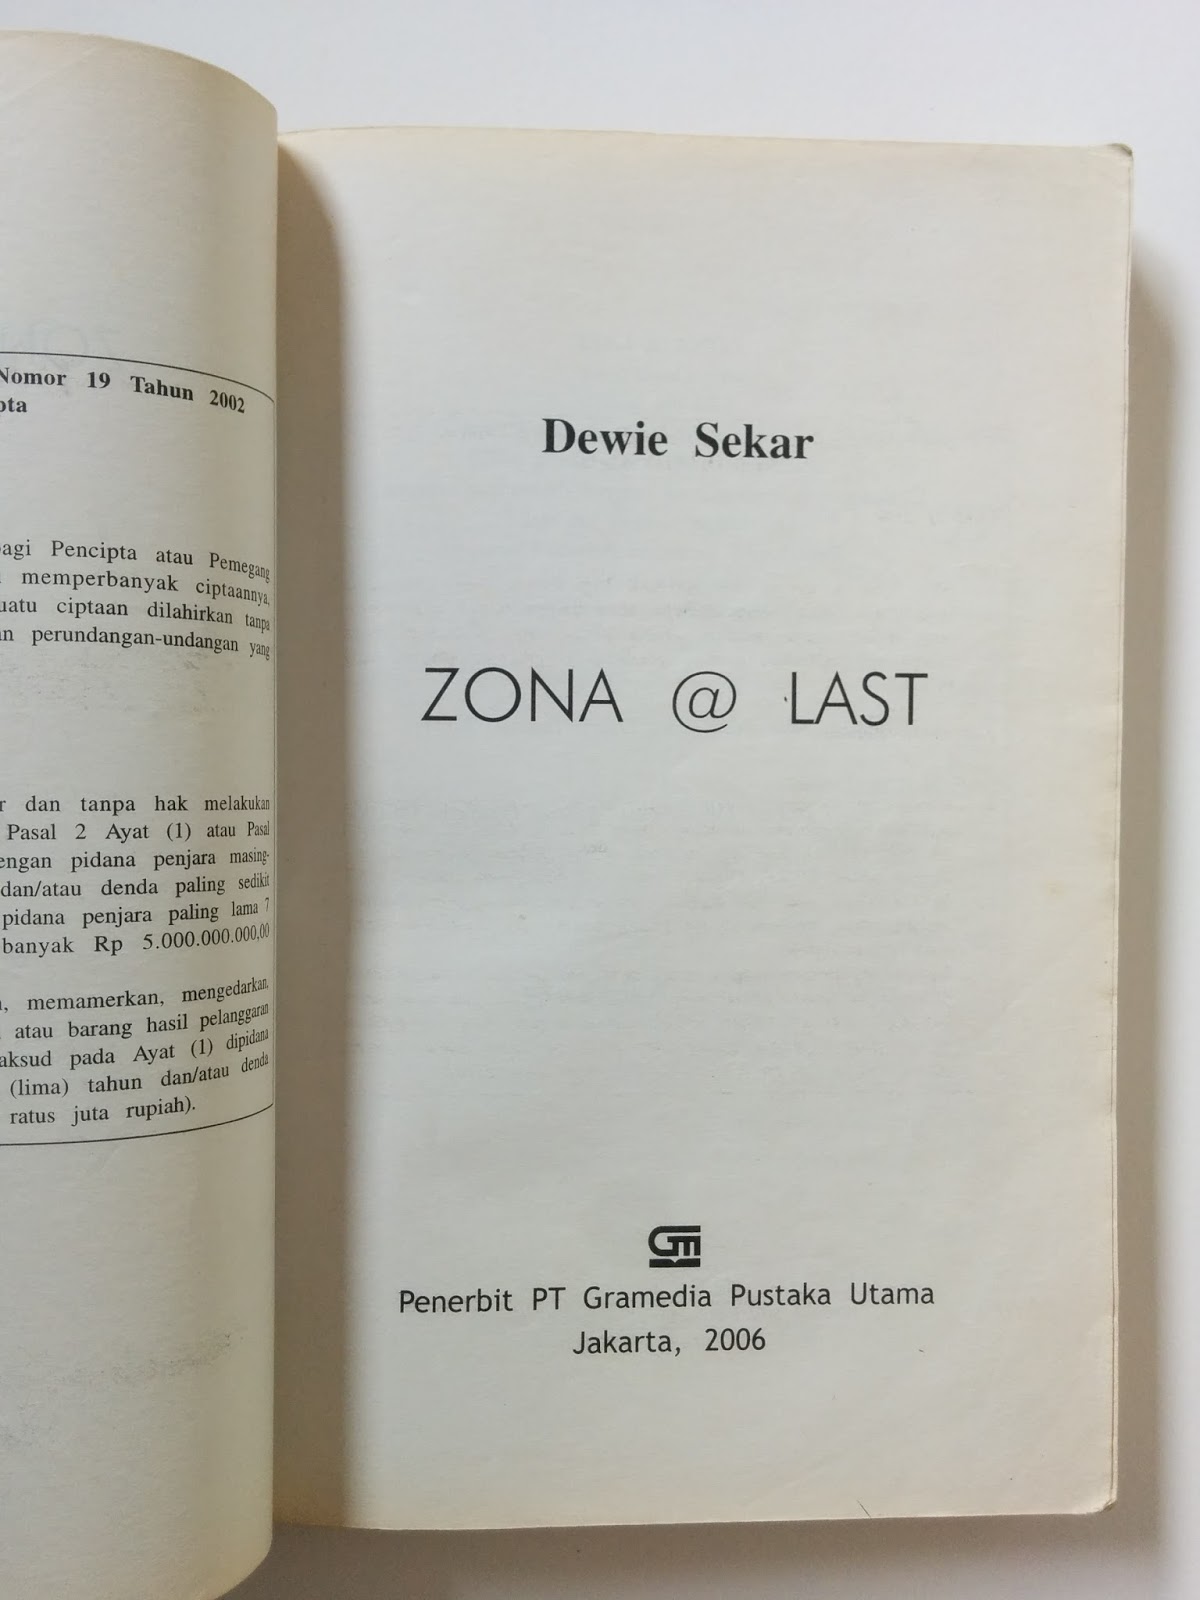 Nomor 19 Tahun 2002
pta
bagi Pencipta atau Pemegang
memperbanyak ciptaannya,
uatu ciptaan dilahirkan tanpa
an perundangan-undangan yang
r dan tanpa hak melakukan
Pasal 2 Ayat (1) atau Pasal
engan pidana penjara masing-
dan/atau denda paling sedikit
pidana penjara paling lama 7
banyak Rp 5.000.000.000,00
, memamerkan, mengedarkan,
atau barang hasil pelanggaran
aksud pada Ayat (1) dipidana
(lima) tahun dan/atau denda
ratus juta rupiah).
Dewie Sekar
ZONA @ LAST
GM
Penerbit PT Gramedia Pustaka Utama
Jakarta, 2006